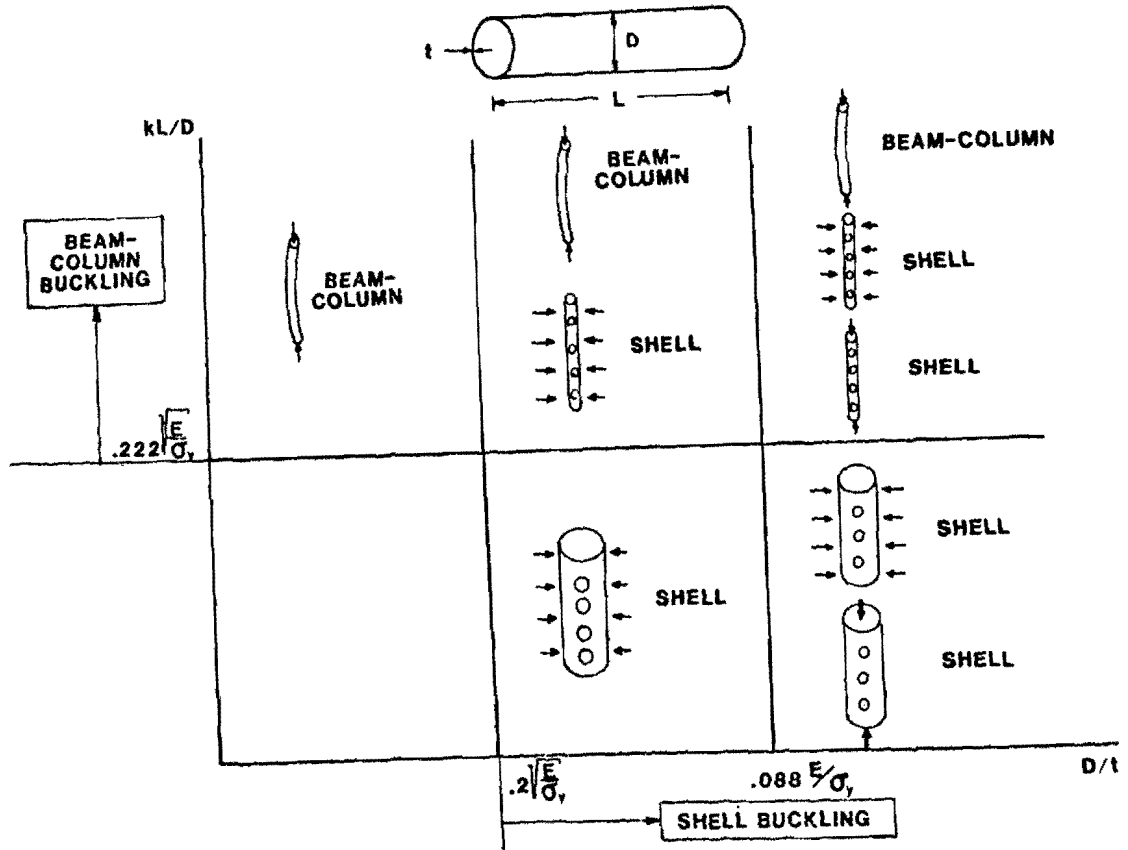 t
D
L
kL/D
BEAM-
COLUMN
BUCKLING
BEAM-
COLUMN
BEAM-
COLUMN
SHELL
BEAM-COLUMN
SHELL
SHELL
.222√E/σy
SHELL
SHELL
SHELL
.2√E/σy
.088 E/σy
D/t
SHELL BUCKLING